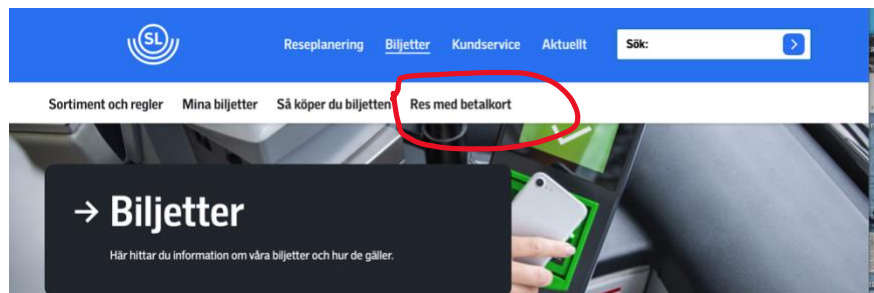 SL
Reseplanering Biljetter Kundservice Aktuellt Sök:
Sortiment och regler Mina biljetter Så köper du biljetten Res med betalkort
→ Biljetter
Här hittar du information om våra biljetter och hur de gäller.